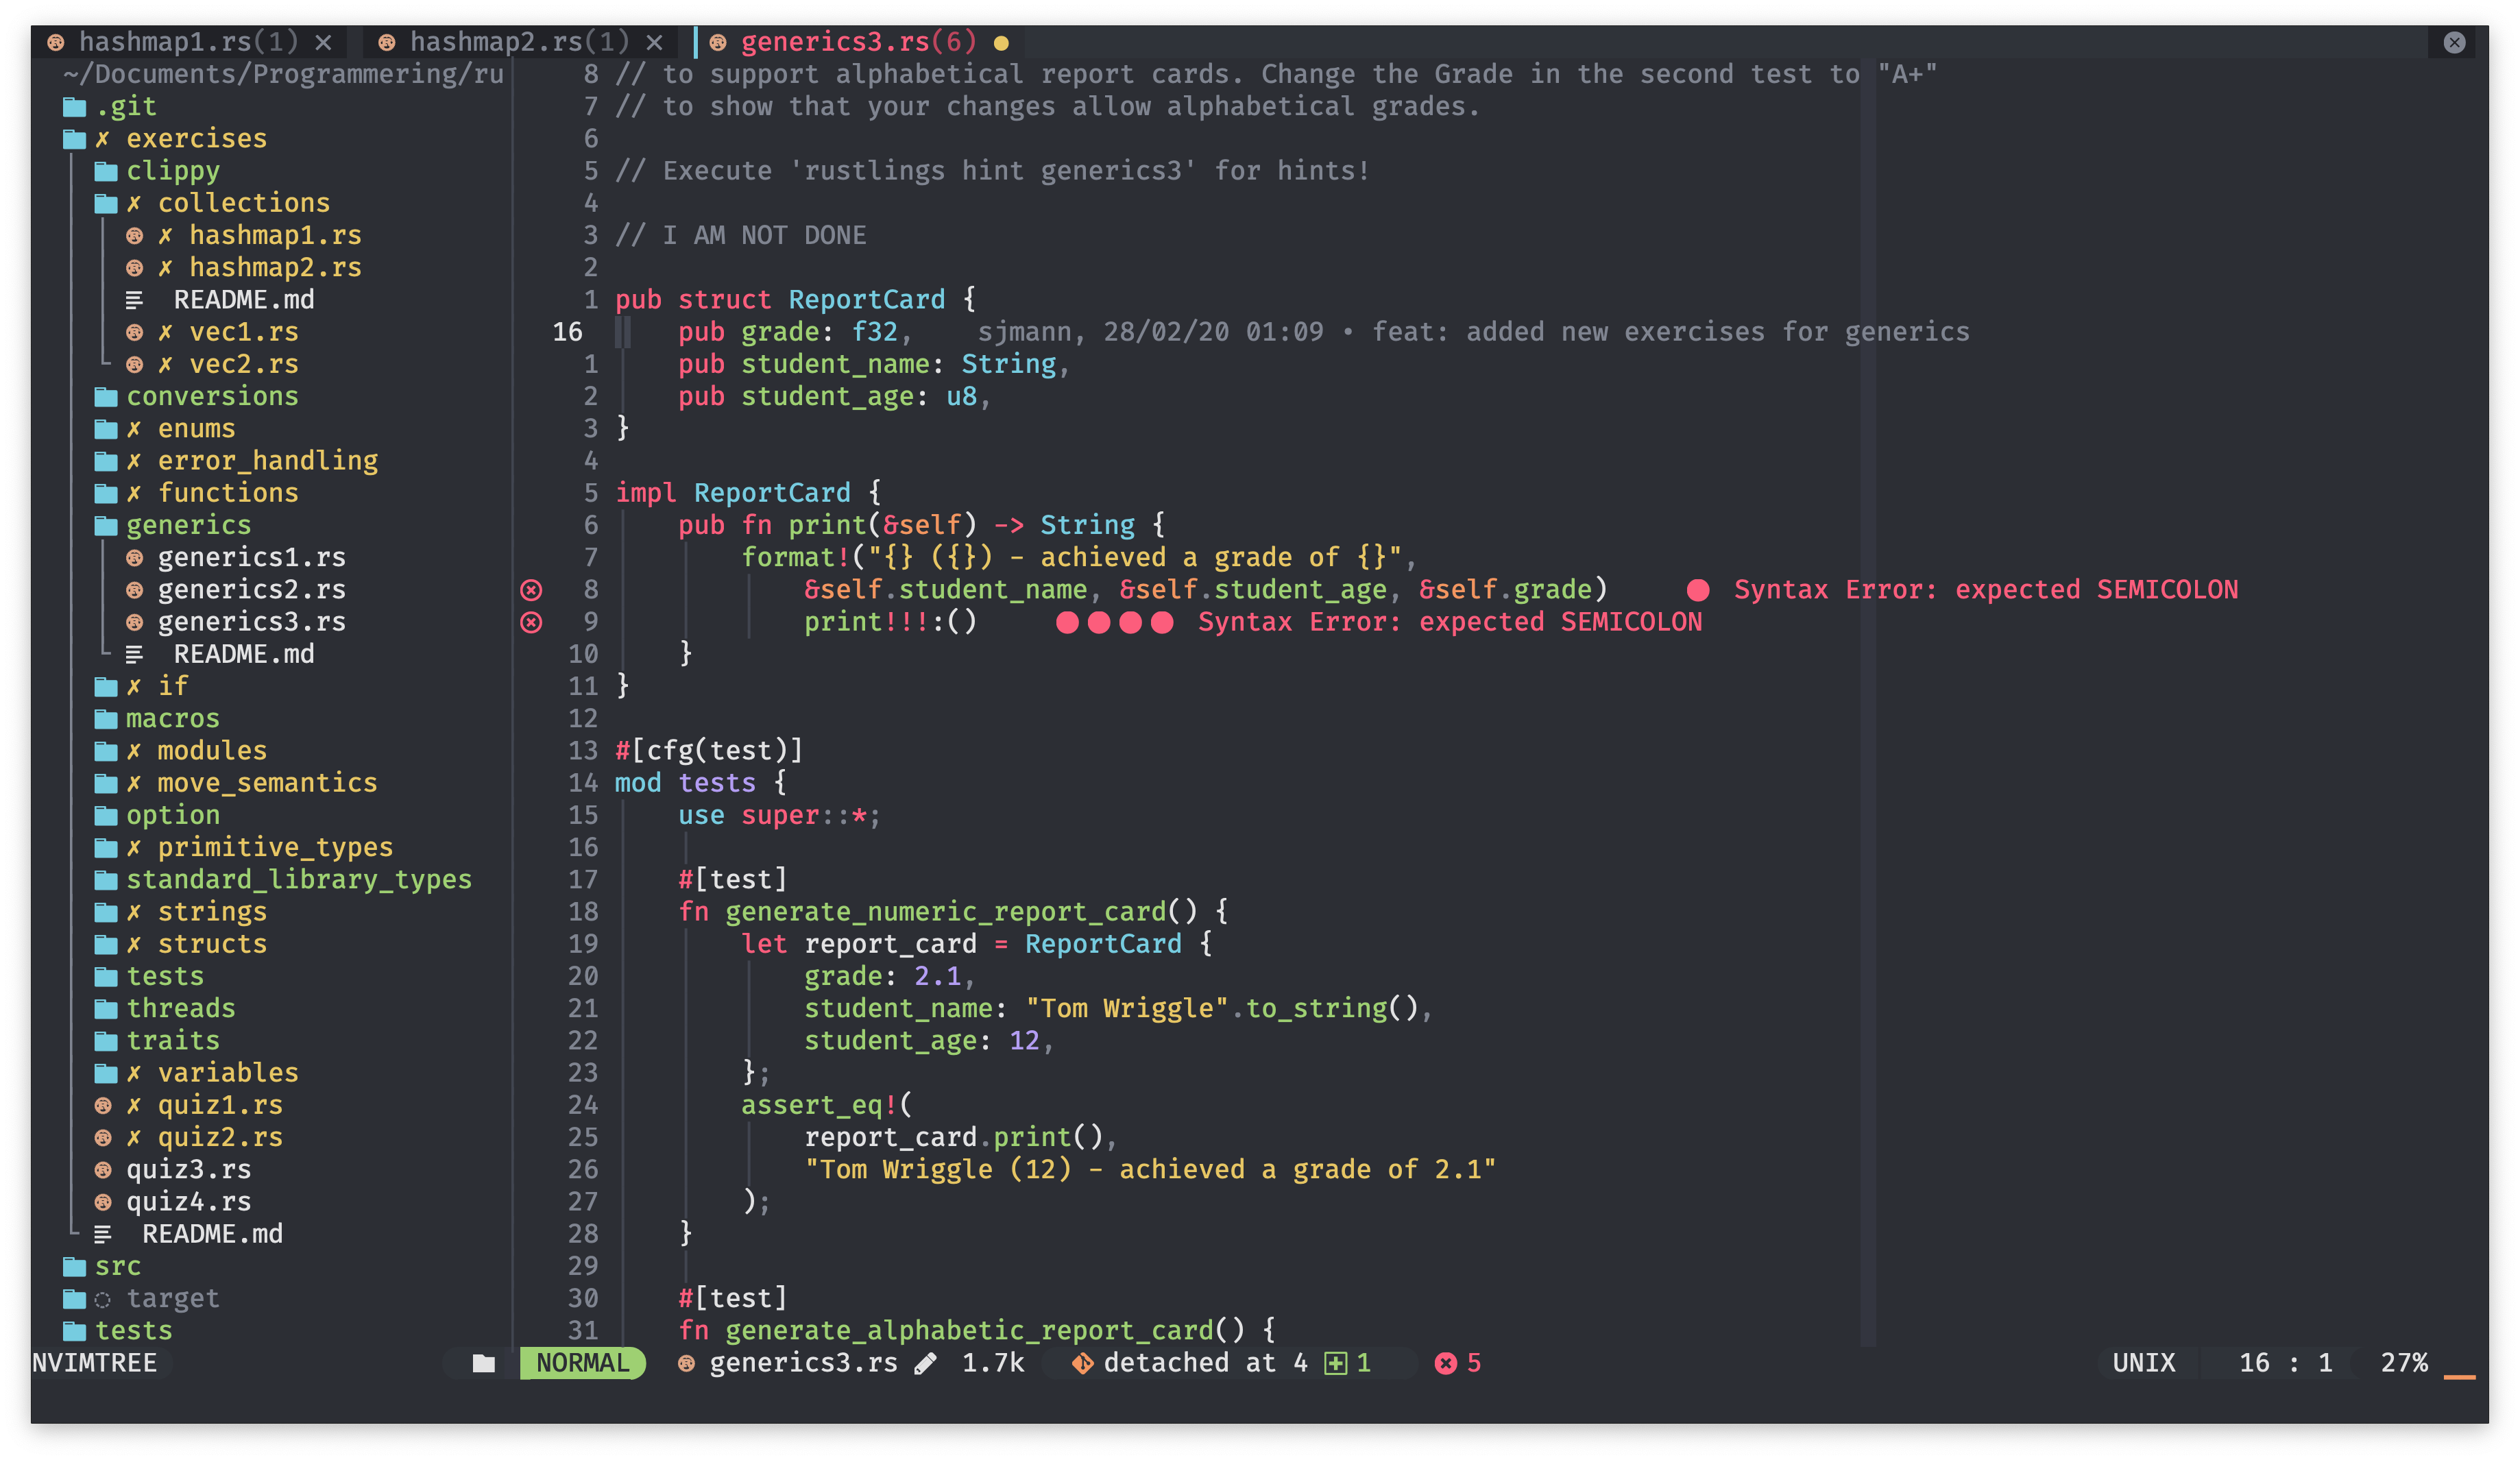 hashmap1.rs(1) ✕ hashmap2.rs(1) ✕ generics3.rs(6) ●
~/Documents/Programmering/ru
.git
✗ exercises
clippy
✗ collections
✗ hashmap1.rs
✗ hashmap2.rs
README.md
✗ vec1.rs
✗ vec2.rs
conversions
✗ enums
✗ error_handling
✗ functions
generics
generics1.rs
generics2.rs
generics3.rs
README.md
✗ if
macros
✗ modules
✗ move_semantics
option
✗ primitive_types
standard_library_types
✗ strings
✗ structs
tests
threads
traits
✗ variables
✗ quiz1.rs
✗ quiz2.rs
quiz3.rs
quiz4.rs
README.md
src
target
tests
8 // to support alphabetical report cards. Change the Grade in the second test to "A+"
7 // to show that your changes allow alphabetical grades.
6
5 // Execute 'rustlings hint generics3' for hints!
4
3 // I AM NOT DONE
2
1 pub struct ReportCard {
16     pub grade: f32,    sjmann, 28/02/20 01:09 • feat: added new exercises for generics
1     pub student_name: String,
2     pub student_age: u8,
3 }
4
5 impl ReportCard {
6     pub fn print(&self) -> String {
7         format!("{} ({}) - achieved a grade of {}",
8             &self.student_name, &self.student_age, &self.grade)     ● Syntax Error: expected SEMICOLON
9             print!!!:()     ●●●● Syntax Error: expected SEMICOLON
10     }
11 }
12
13 #[cfg(test)]
14 mod tests {
15     use super::*;
16
17     #[test]
18     fn generate_numeric_report_card() {
19         let report_card = ReportCard {
20             grade: 2.1,
21             student_name: "Tom Wriggle".to_string(),
22             student_age: 12,
23         };
24         assert_eq!(
25             report_card.print(),
26             "Tom Wriggle (12) - achieved a grade of 2.1"
27         );
28     }
29
30     #[test]
31     fn generate_alphabetic_report_card() {
NVIMTREE NORMAL generics3.rs 1.7k detached at 4 1 5 UNIX 16 : 1 27%